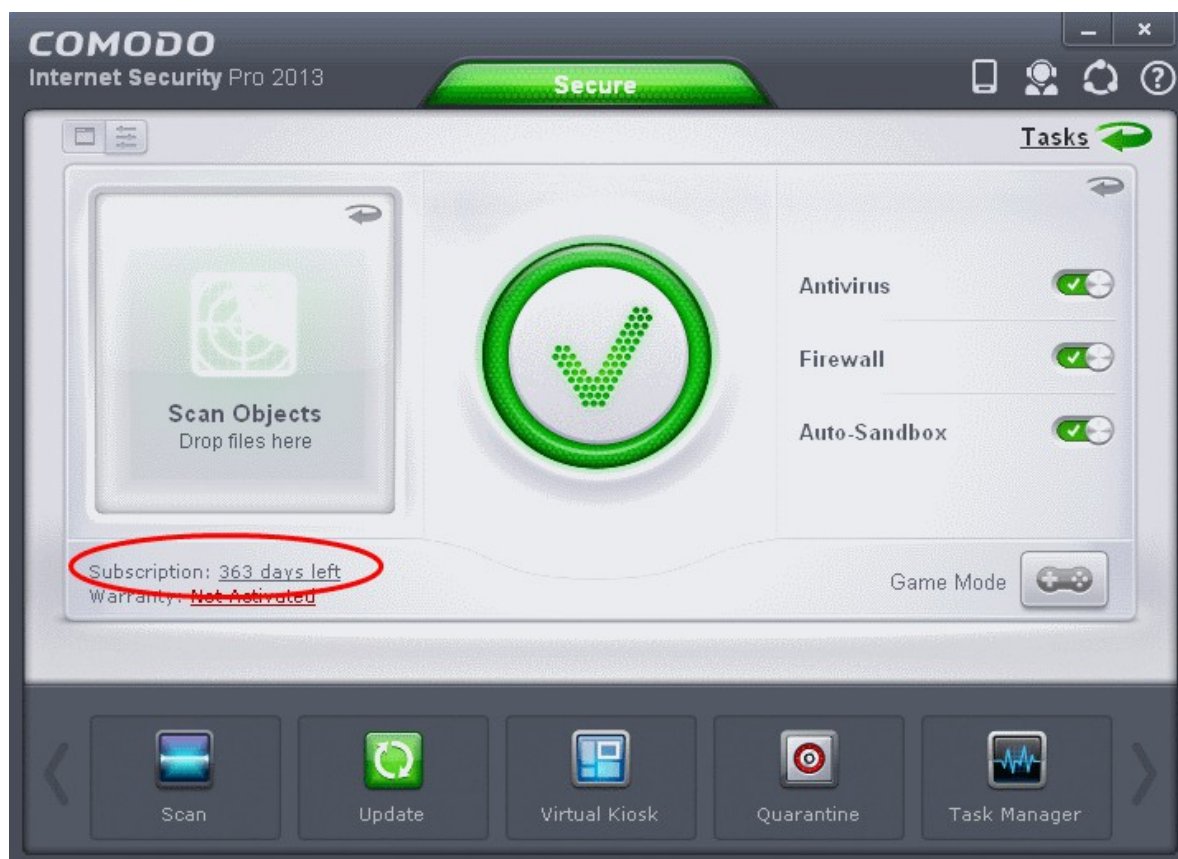 COMODO
Internet Security Pro 2013
Secure
Tasks
Scan Objects
Drop files here
Antivirus
Firewall
Auto-Sandbox
Subscription: 363 days left
Warranty: Not Activated
Game Mode
Scan
Update
Virtual Kiosk
Quarantine
Task Manager